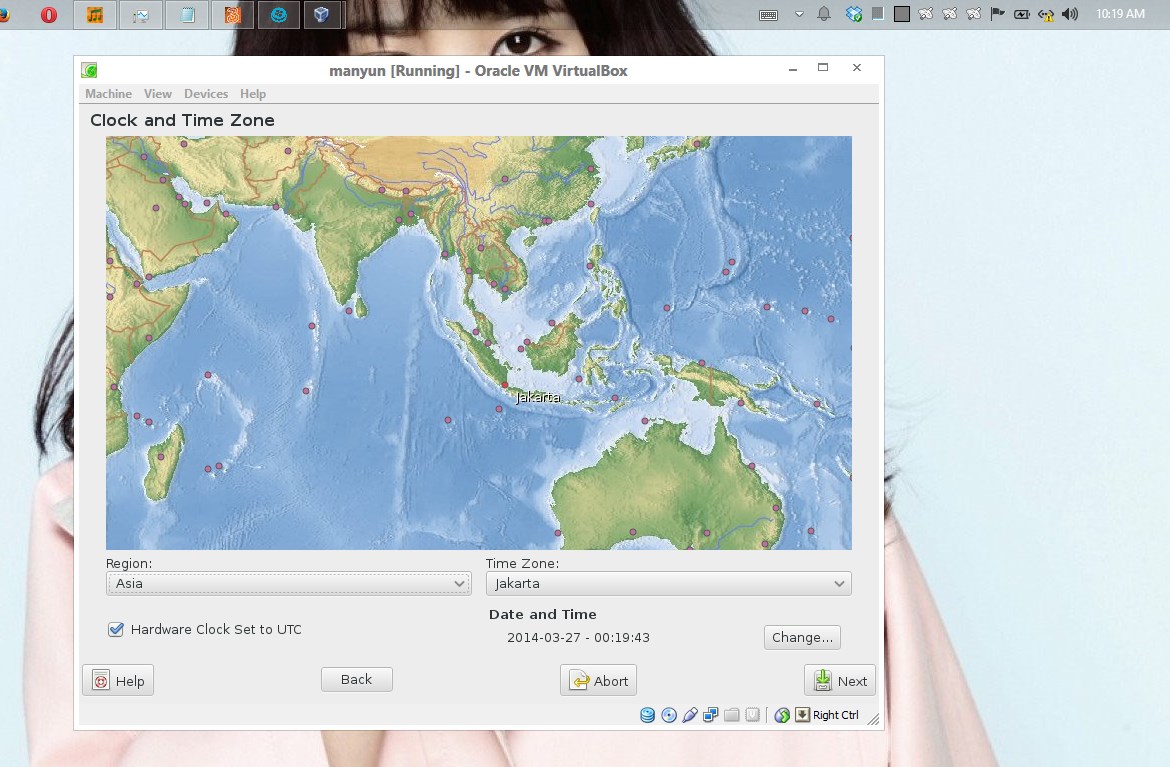 10:19 AM
manyun [Running] - Oracle VM VirtualBox
Machine View Devices Help
Clock and Time Zone
Jakarta
Region:
Time Zone:
Asia
Jakarta
Date and Time
Hardware Clock Set to UTC
2014-03-27 - 00:19:43
Change...
Help
Back
Abort
Next
Right Ctrl